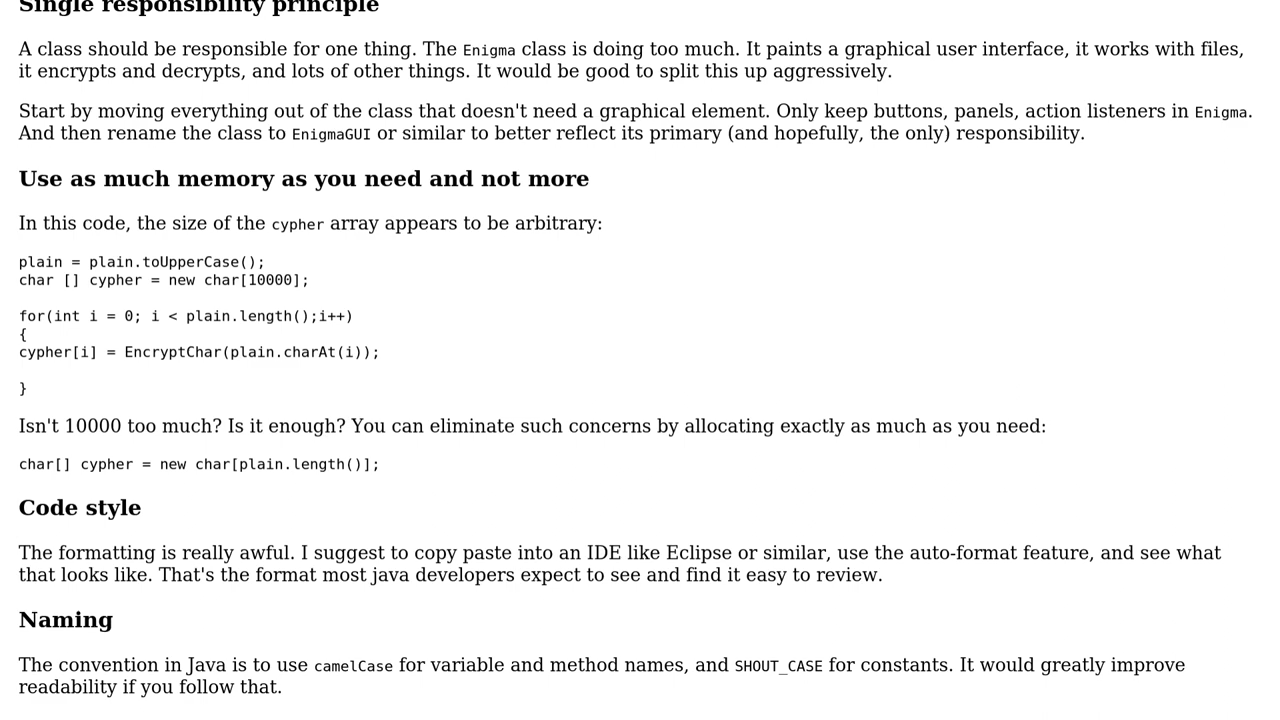 Single responsibility principle
A class should be responsible for one thing. The Enigma class is doing too much. It paints a graphical user interface, it works with files,
it encrypts and decrypts, and lots of other things. It would be good to split this up aggressively.
Start by moving everything out of the class that doesn't need a graphical element. Only keep buttons, panels, action listeners in Enigma.
And then rename the class to EnigmaGUI or similar to better reflect its primary (and hopefully, the only) responsibility.
Use as much memory as you need and not more
In this code, the size of the cypher array appears to be arbitrary:
plain = plain.toUpperCase();
char [] cypher = new char[10000];
for(int i = 0; i < plain.length();i++)
{
cypher[i] = EncryptChar(plain.charAt(i));
}
Isn't 10000 too much? Is it enough? You can eliminate such concerns by allocating exactly as much as you need:
char[] cypher = new char[plain.length()];
Code style
The formatting is really awful. I suggest to copy paste into an IDE like Eclipse or similar, use the auto-format feature, and see what
that looks like. That's the format most java developers expect to see and find it easy to review.
Naming
The convention in Java is to use camelCase for variable and method names, and SHOUT_CASE for constants. It would greatly improve
readability if you follow that.